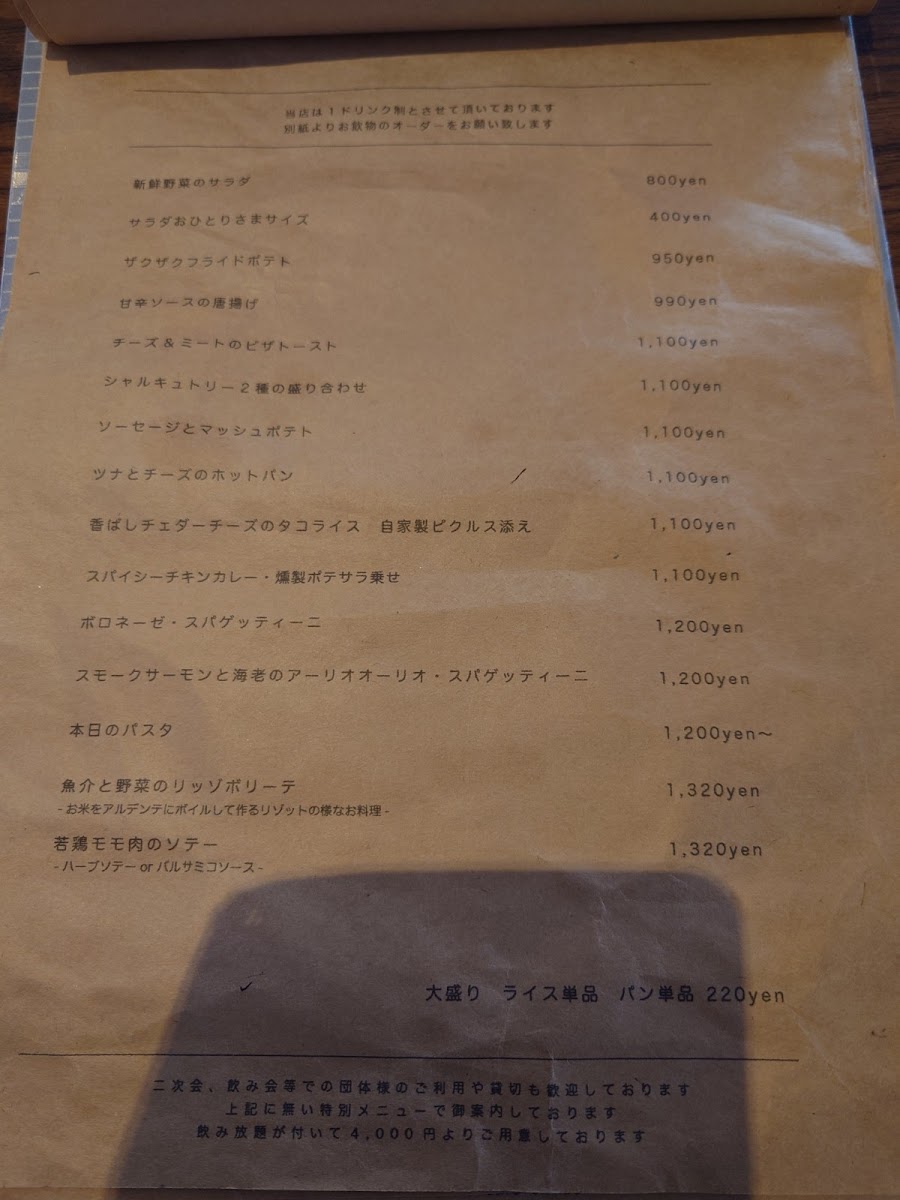 当店は1ドリンク制とさせて頂いております
別紙よりお飲物のオーダーをお願い致します
新鮮野菜のサラダ 800yen
サラダおひとりさまサイズ 400yen
ザクザクフライドポテト 950yen
甘辛ソースの唐揚げ 990yen
チーズ&ミートのピザトースト 1,100yen
シャルキュトリー2種の盛り合わせ 1,100yen
ソーセージとマッシュポテト 1,100yen
ツナとチーズのホットパン 1,100yen
香ばしチェダーチーズのタコライス 自家製ピクルス添え 1,100yen
スパイシーチキンカレー・燻製ポテサラ乗せ 1,100yen
ボロネーゼ・スパゲッティーニ 1,200yen
スモークサーモンと海老のアーリオオーリオ・スパゲッティーニ 1,200yen
本日のパスタ 1,200yen〜
魚介と野菜のリッゾボリーテ 1,320yen
- お米をアルデンテにボイルして作るリゾットの様なお料理 -
若鶏モモ肉のソテー 1,320yen
- ハーブソテー or バルサミコソース -
大盛り ライス単品 パン単品 220yen
二次会、飲み会等での団体様のご利用や貸切も歓迎しております
上記に無い特別メニューで御案内しております
飲み放題が付いて4,000円よりご用意しております